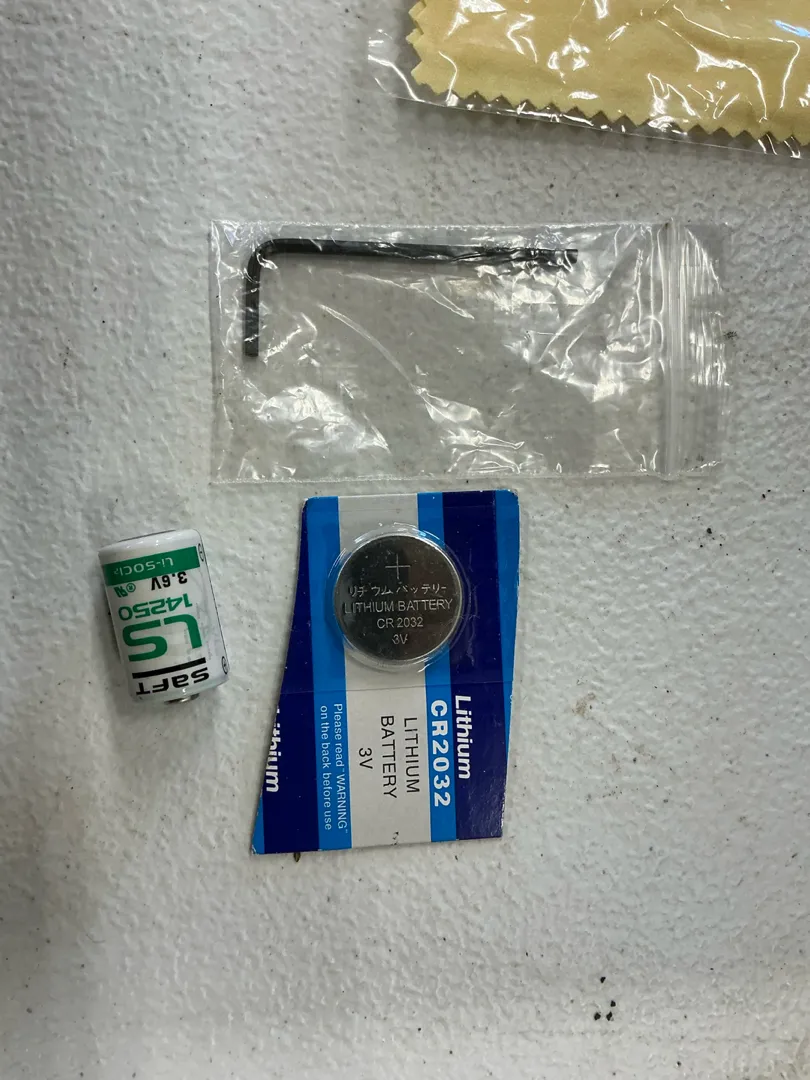 リチウム バッテリー
LITHIUM BATTERY
CR 2032
3V
Lithium
CR2032
LITHIUM
BATTERY
3V
Please read "WARNING"
on the back before use
Lithium
saft
LS
14250
3.6V
Li-SOCl₂